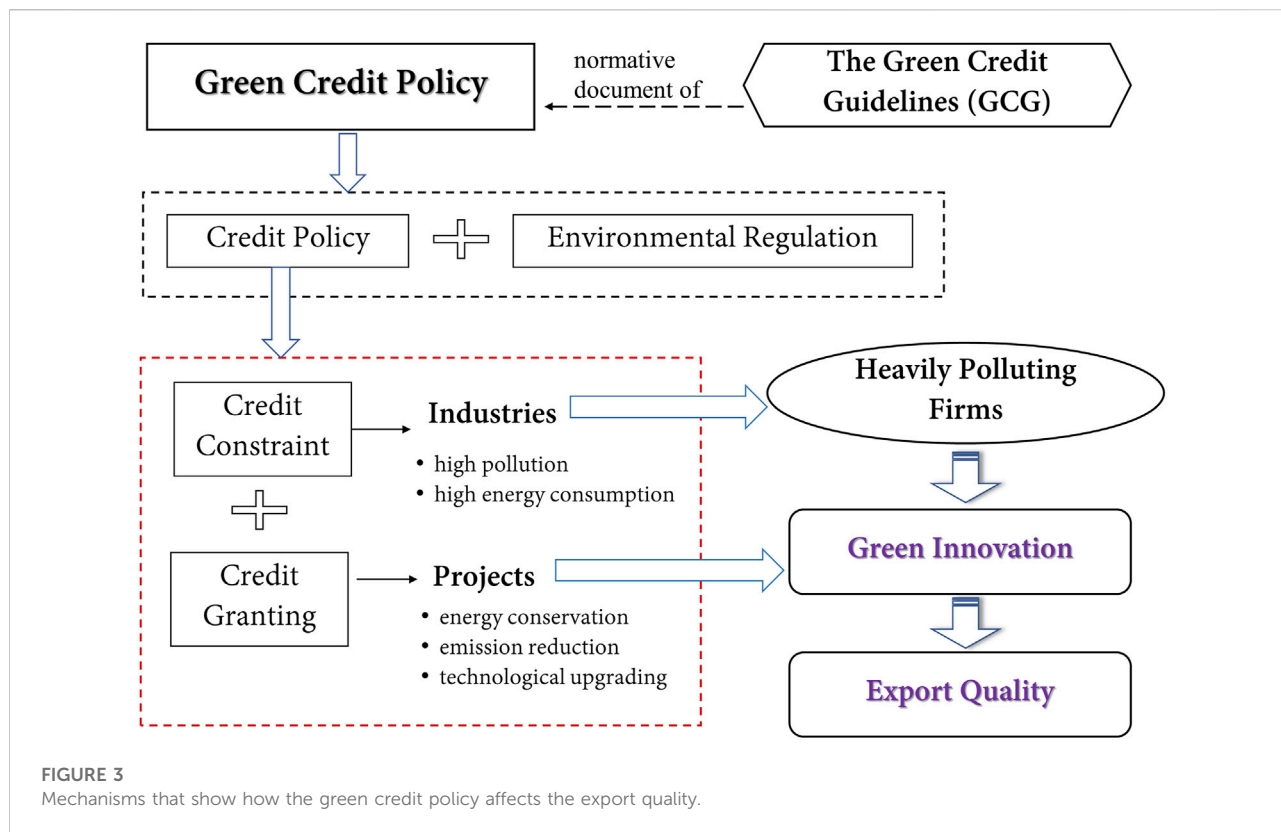 Green Credit Policy
normative
document of
The Green Credit
Guidelines (GCG)
Credit Policy
Environmental Regulation
Credit
Constraint
Industries
• high pollution
• high energy consumption
Heavily Polluting
Firms
Credit
Granting
Projects
• energy conservation
• emission reduction
• technological upgrading
Green Innovation
Export Quality
FIGURE 3
Mechanisms that show how the green credit policy affects the export quality.